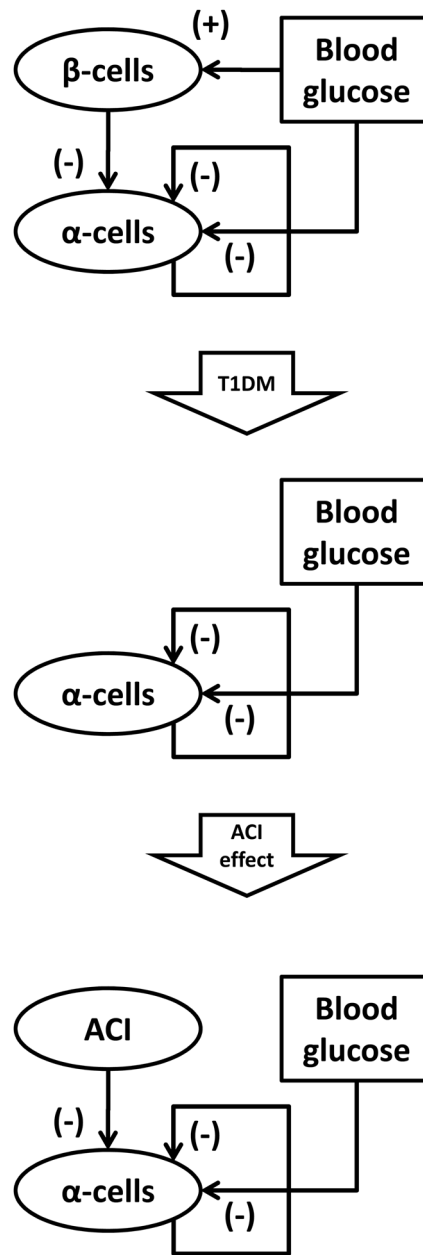 (+)
β-cells
Blood
glucose
(-)
(-)
α-cells
(-)
T1DM
Blood
glucose
(-)
α-cells
(-)
ACI
effect
ACI
Blood
glucose
(-)
(-)
α-cells
(-)